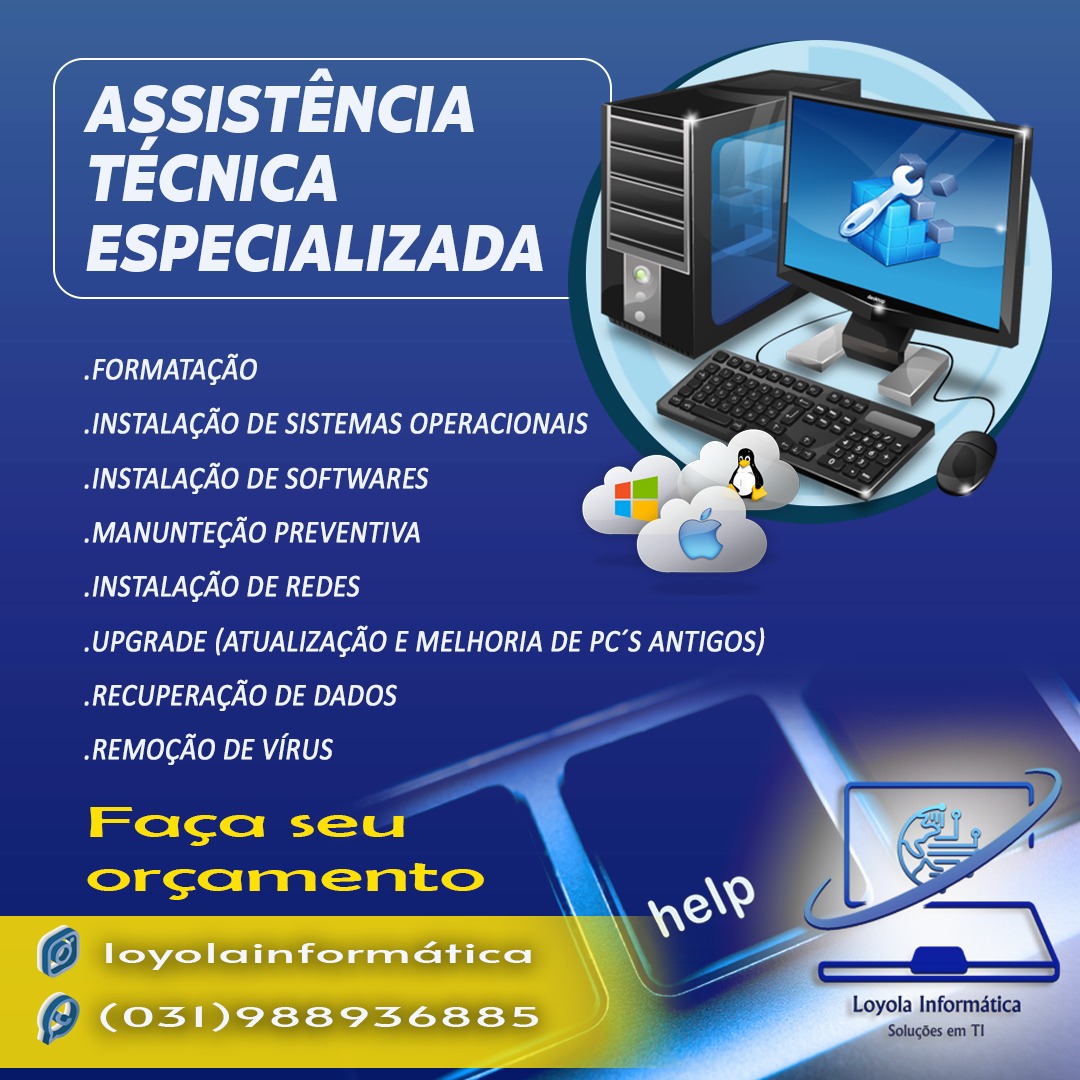 ASSISTÊNCIA
TÉCNICA
ESPECIALIZADA
.FORMATAÇÃO
.INSTALAÇÃO DE SISTEMAS OPERACIONAIS
.INSTALAÇÃO DE SOFTWARES
.MANUNTEÇÃO PREVENTIVA
.INSTALAÇÃO DE REDES
.UPGRADE (ATUALIZAÇÃO E MELHORIA DE PC´S ANTIGOS)
.RECUPERAÇÃO DE DADOS
.REMOÇÃO DE VÍRUS
Faça seu
orçamento
help
loyolainformática
(031)988936885
Loyola Informática
Soluções em TI